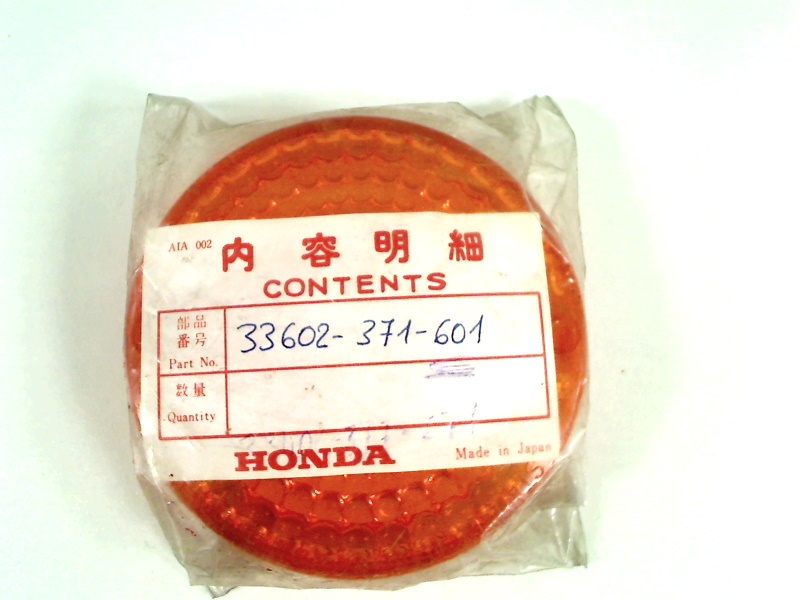 AIA 002
内容明細
CONTENTS
部品
番号
Part No.
33602-371-601
数量
Quantity
HONDA
Made in Japan